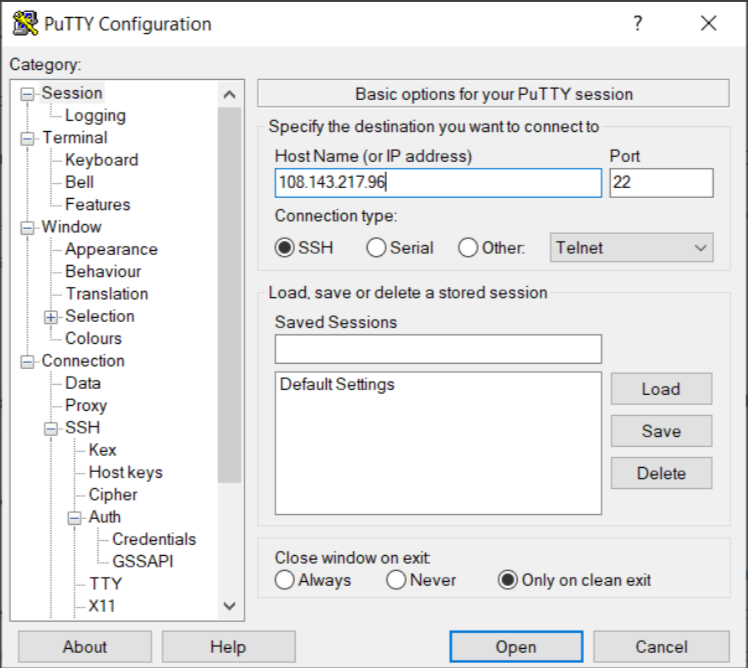 PuTTY Configuration
?
Category:
Session
Logging
Terminal
Keyboard
Bell
Features
Window
Appearance
Behaviour
Translation
Selection
Colours
Connection
Data
Proxy
SSH
Kex
Host keys
Cipher
Auth
Credentials
GSSAPI
TTY
X11
Basic options for your PuTTY session
Specify the destination you want to connect to
Host Name (or IP address) Port
108.143.217.96 22
Connection type:
SSH Serial Other: Telnet
Load, save or delete a stored session
Saved Sessions
Default Settings
Load
Save
Delete
Close window on exit:
Always Never Only on clean exit
About Help Open Cancel